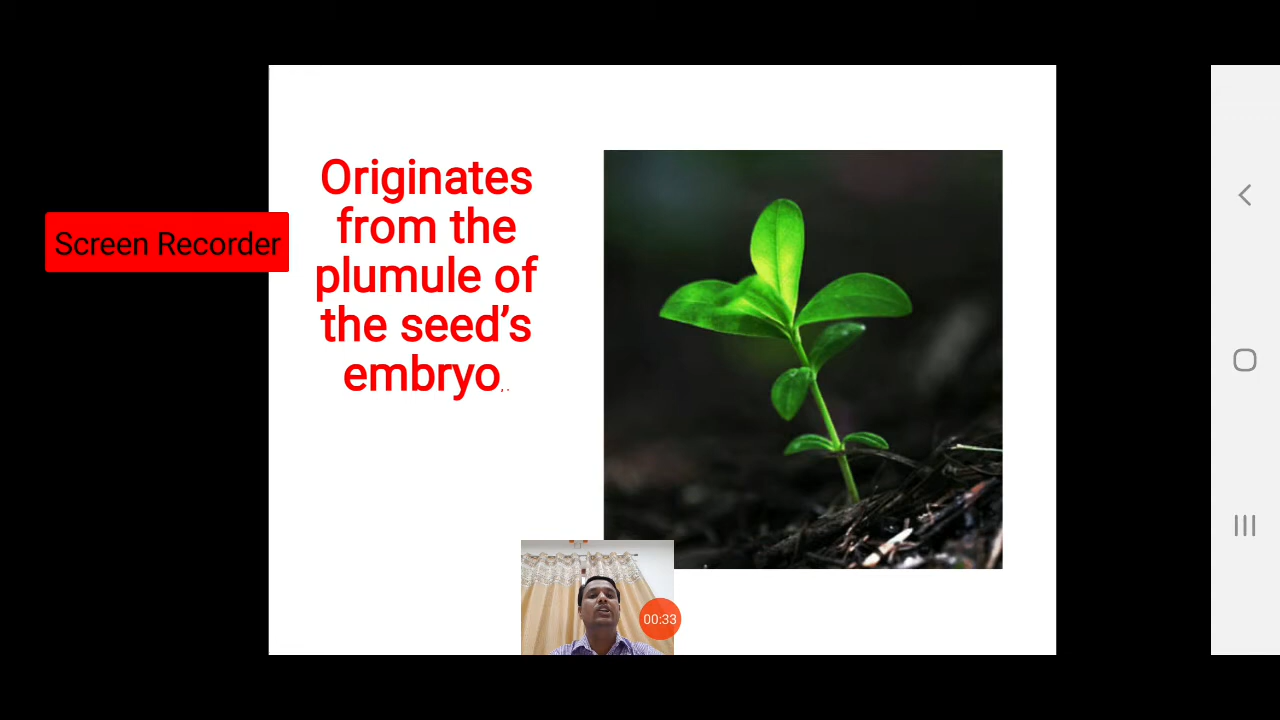 Originates
from the
plumule of
the seed’s
embryo,.
Screen Recorder
00:33